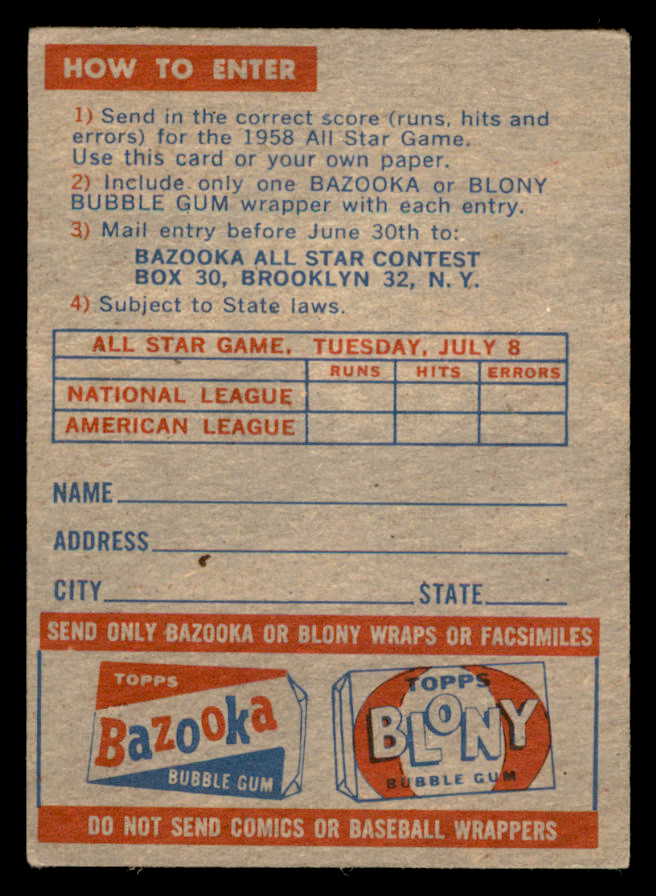 HOW TO ENTER
1) Send in the correct score (runs, hits and
errors) for the 1958 All Star Game.
Use this card or your own paper.
2) Include only one BAZOOKA or BLONY
BUBBLE GUM wrapper with each entry.
3) Mail entry before June 30th to:
BAZOOKA ALL STAR CONTEST
BOX 30, BROOKLYN 32, N.Y.
4) Subject to State laws.
ALL STAR GAME, TUESDAY, JULY 8
RUNS HITS ERRORS
NATIONAL LEAGUE
AMERICAN LEAGUE
NAME
ADDRESS
CITY STATE
SEND ONLY BAZOOKA OR BLONY WRAPS OR FACSIMILES
TOPPS
Bazooka
BUBBLE GUM
TOPPS
BLONY
BUBBLE GUM
DO NOT SEND COMICS OR BASEBALL WRAPPERS